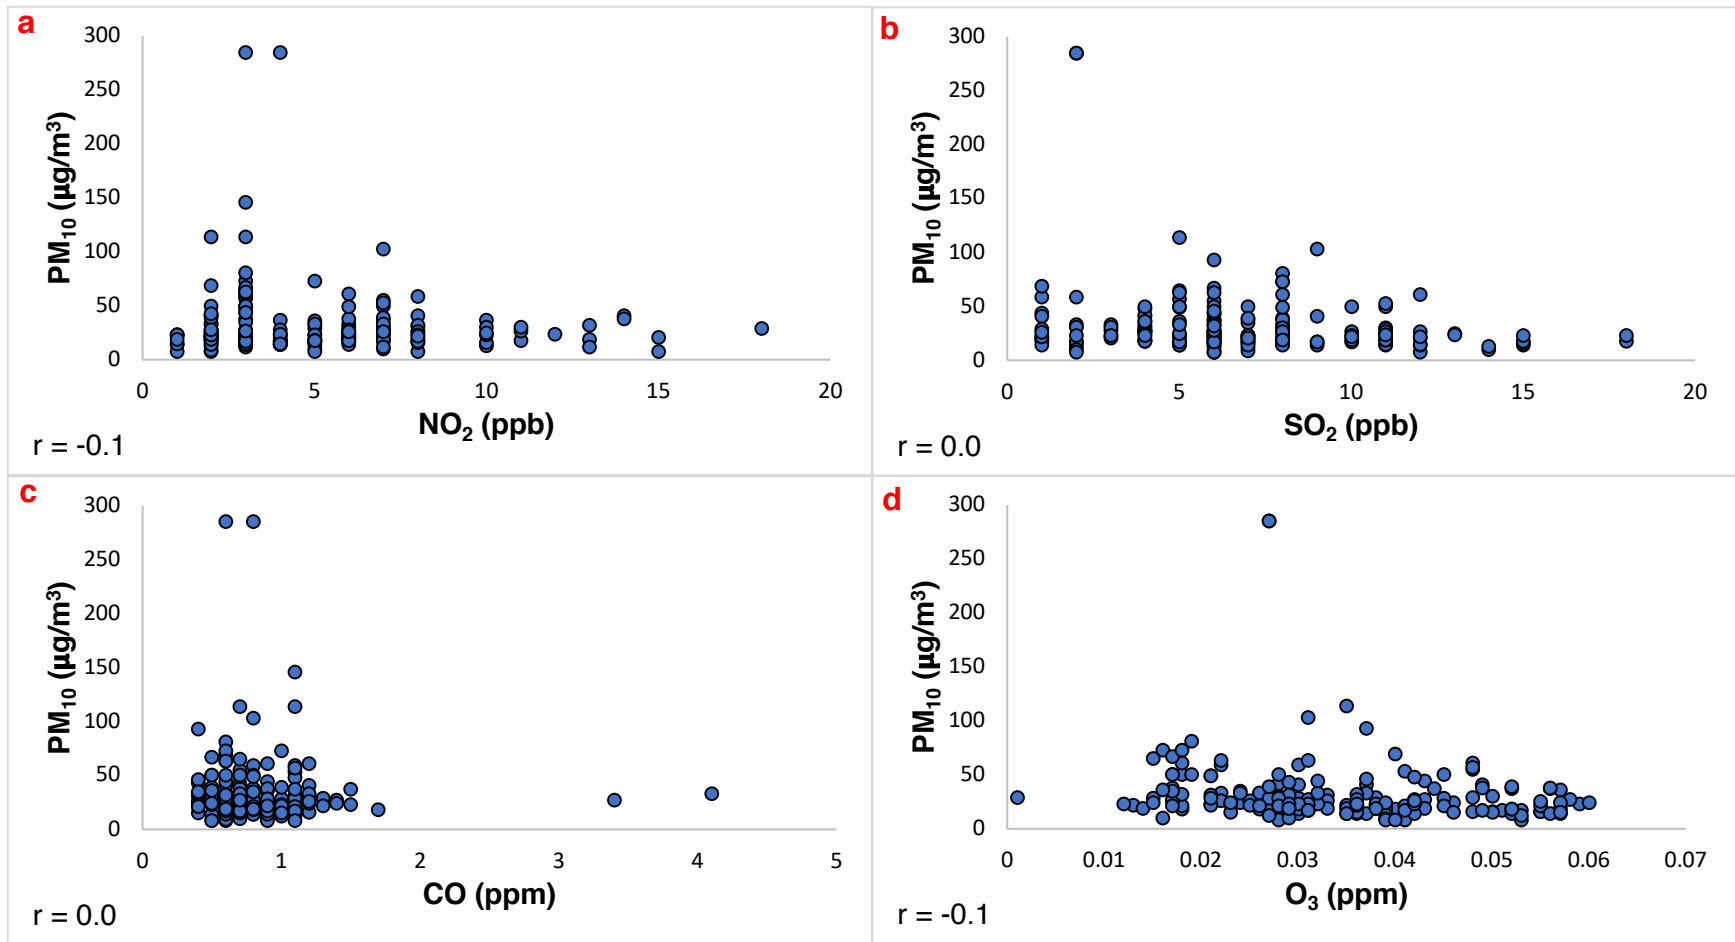 a
300
250
200
150
100
50
0
PM₁₀ (µg/m³)
0 5 10 15 20
NO₂ (ppb)
r = -0.1
b
300
250
200
150
100
50
0
PM₁₀ (µg/m³)
0 5 10 15 20
SO₂ (ppb)
r = 0.0
c
300
250
200
150
100
50
0
PM₁₀ (µg/m³)
0 1 2 3 4 5
CO (ppm)
r = 0.0
d
300
250
200
150
100
50
0
PM₁₀ (µg/m³)
0 0.01 0.02 0.03 0.04 0.05 0.06 0.07
O₃ (ppm)
r = -0.1